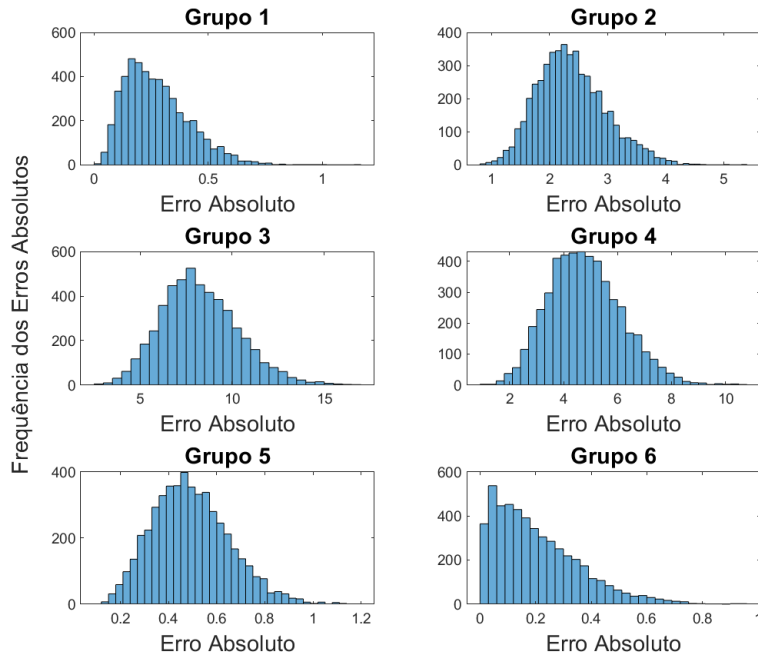 Frequência dos Erros Absolutos
Grupo 1
600
400
200
0
0 0.5 1
Erro Absoluto
Grupo 2
400
300
200
100
0
1 2 3 4 5
Erro Absoluto
Grupo 3
600
400
200
0
5 10 15
Erro Absoluto
Grupo 4
400
300
200
100
0
2 4 6 8 10
Erro Absoluto
Grupo 5
400
200
0
0.2 0.4 0.6 0.8 1 1.2
Erro Absoluto
Grupo 6
600
400
200
0
0 0.2 0.4 0.6 0.8 1
Erro Absoluto